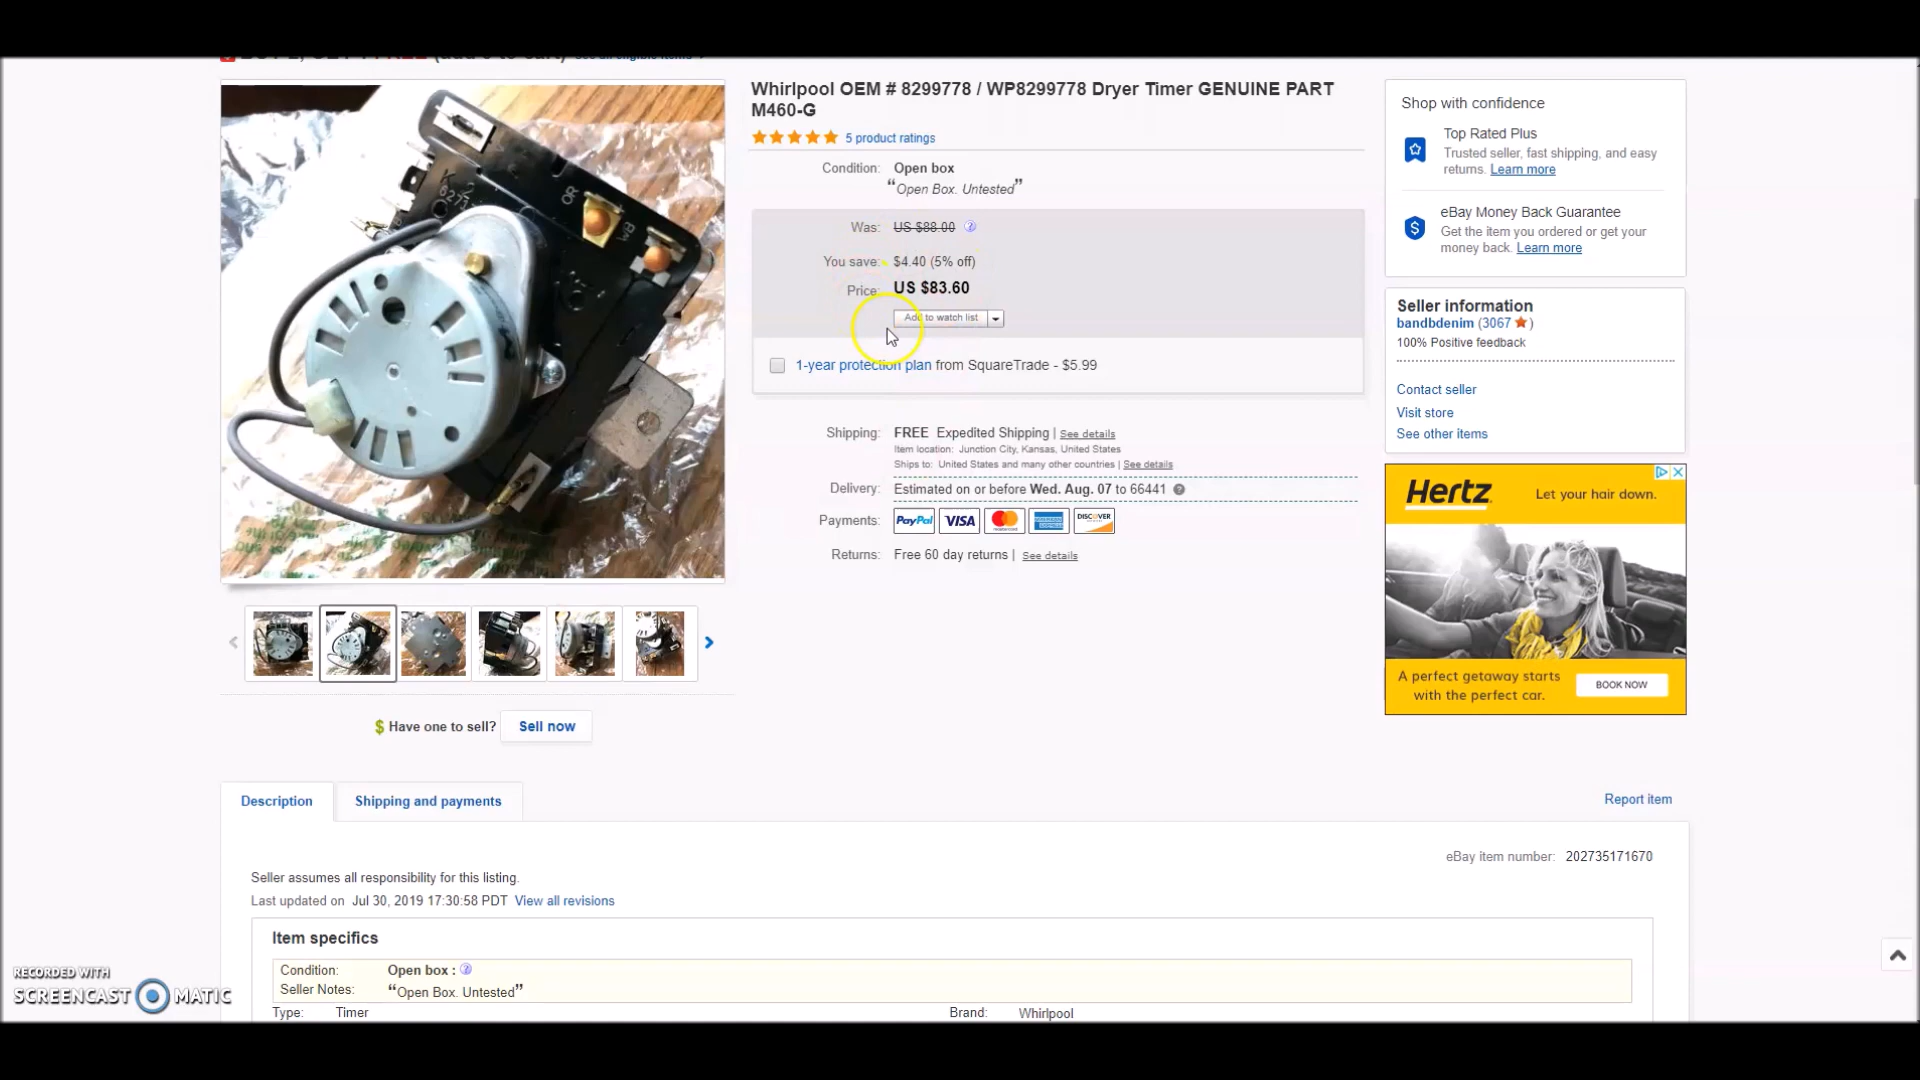 Whirlpool OEM # 8299778 / WP8299778 Dryer Timer GENUINE PART
M460-G
5 product ratings
Condition: Open box
“Open Box. Untested”
Was: US $88.00
You save: $4.40 (5% off)
Price: US $83.60
Add to watch list
1-year protection plan from SquareTrade - $5.99
Shipping: FREE Expedited Shipping | See details
Item location: Junction City, Kansas, United States
Ships to: United States and many other countries | See details
Delivery: Estimated on or before Wed. Aug. 07 to 66441
Payments: PayPal VISA MasterCard AMERICAN EXPRESS DISCOVER
Returns: Free 60 day returns | See details
Shop with confidence
Top Rated Plus
Trusted seller, fast shipping, and easy
returns. Learn more
eBay Money Back Guarantee
Get the item you ordered or get your
money back. Learn more
Seller information
bandbdenim (3067 )
100% Positive feedback
Contact seller
Visit store
See other items
Hertz Let your hair down.
A perfect getaway starts
with the perfect car.
BOOK NOW
OR
WB
$ Have one to sell? Sell now
Description
Shipping and payments
Report item
eBay item number: 202735171670
Seller assumes all responsibility for this listing.
Last updated on Jul 30, 2019 17:30:58 PDT View all revisions
Item specifics
Condition: Open box :
Seller Notes: “Open Box. Untested”
Type: Timer
Brand: Whirlpool
RECORDED WITH
SCREENCAST MATIC